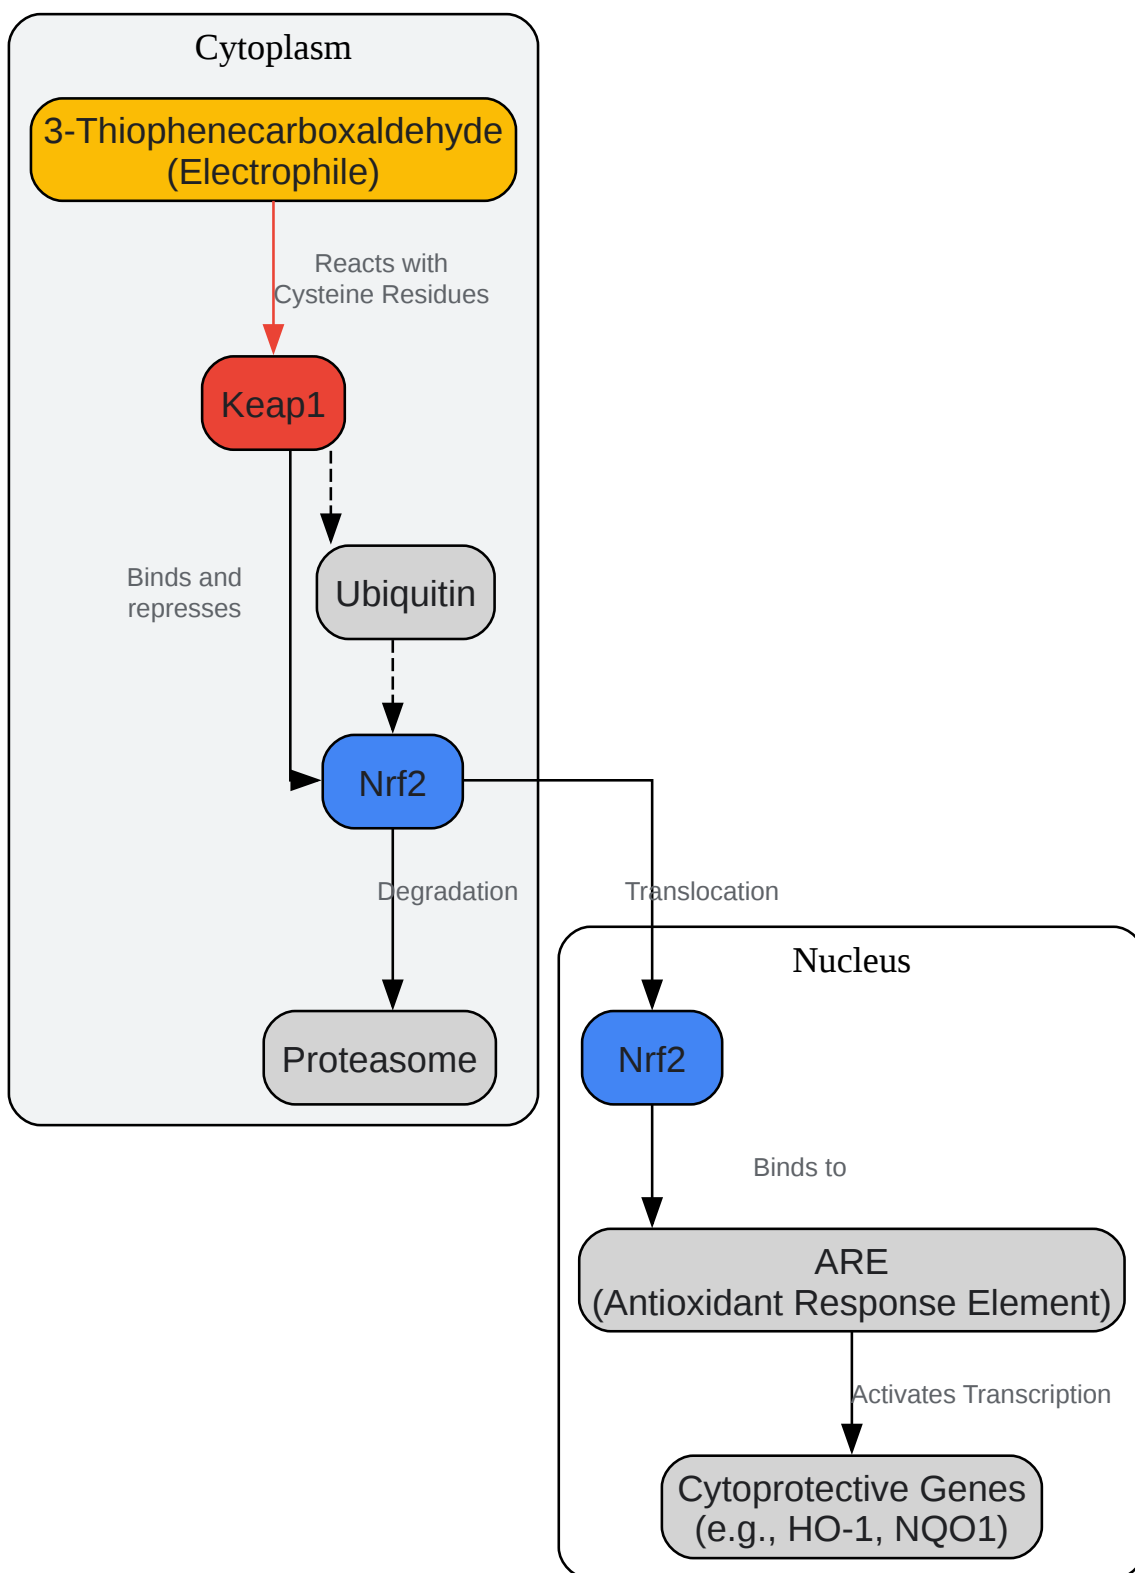 Cytoplasm
3-Thiophenecarboxaldehyde
(Electrophile)
Reacts with
Cysteine Residues
Keap1
Binds and
represses
Ubiquitin
Nrf2
Degradation
Translocation
Proteasome
Nucleus
Nrf2
Binds to
ARE
(Antioxidant Response Element)
Activates Transcription
Cytoprotective Genes
(e.g., HO-1, NQO1)